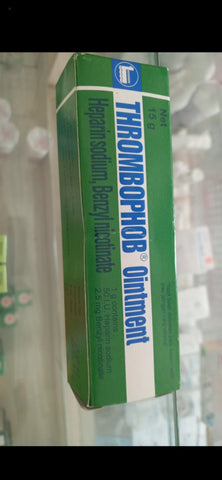 Net
15 g
THROMBOPHOB® Ointment
Heparin sodium, Benzyl nicotinate
1 g contains:
50 I.U. Heparin sodium
2.5 mg Benzyl nicotinate